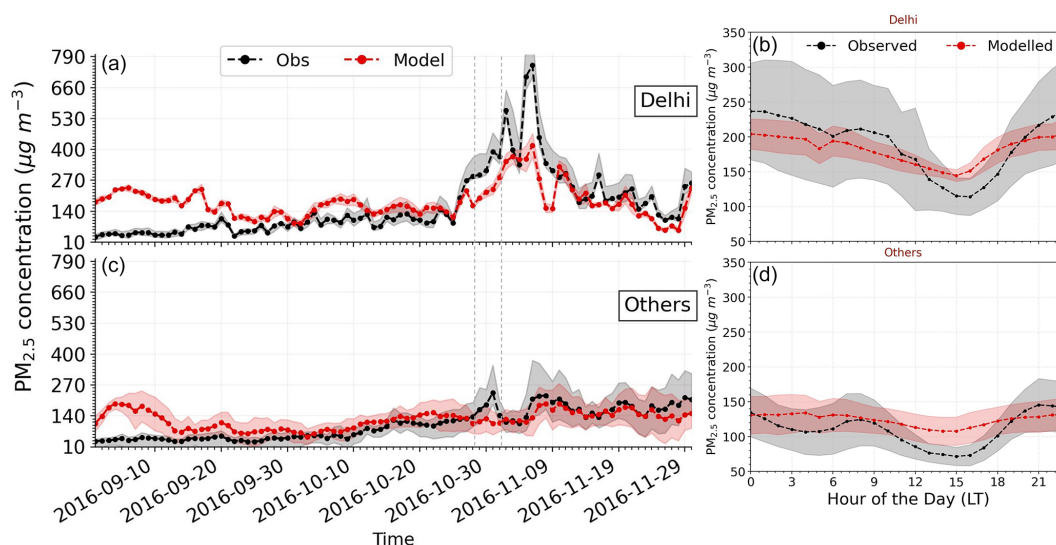 Delhi
(a)
Obs
Model
Delhi
790
660
530
400
270
140
10
(c)
Others
790
660
530
400
270
140
10
PM2.5 concentration (μg m−3)
2016-09-10
2016-09-20
2016-09-30
2016-10-10
2016-10-20
2016-10-30
2016-11-09
2016-11-19
2016-11-29
Time
(b)
Observed
Modelled
350
300
250
200
150
100
50
PM2.5 concentration (μg m−3)
Others
(d)
350
300
250
200
150
100
50
PM2.5 concentration (μg m−3)
0 3 6 9 12 15 18 21
Hour of the Day (LT)